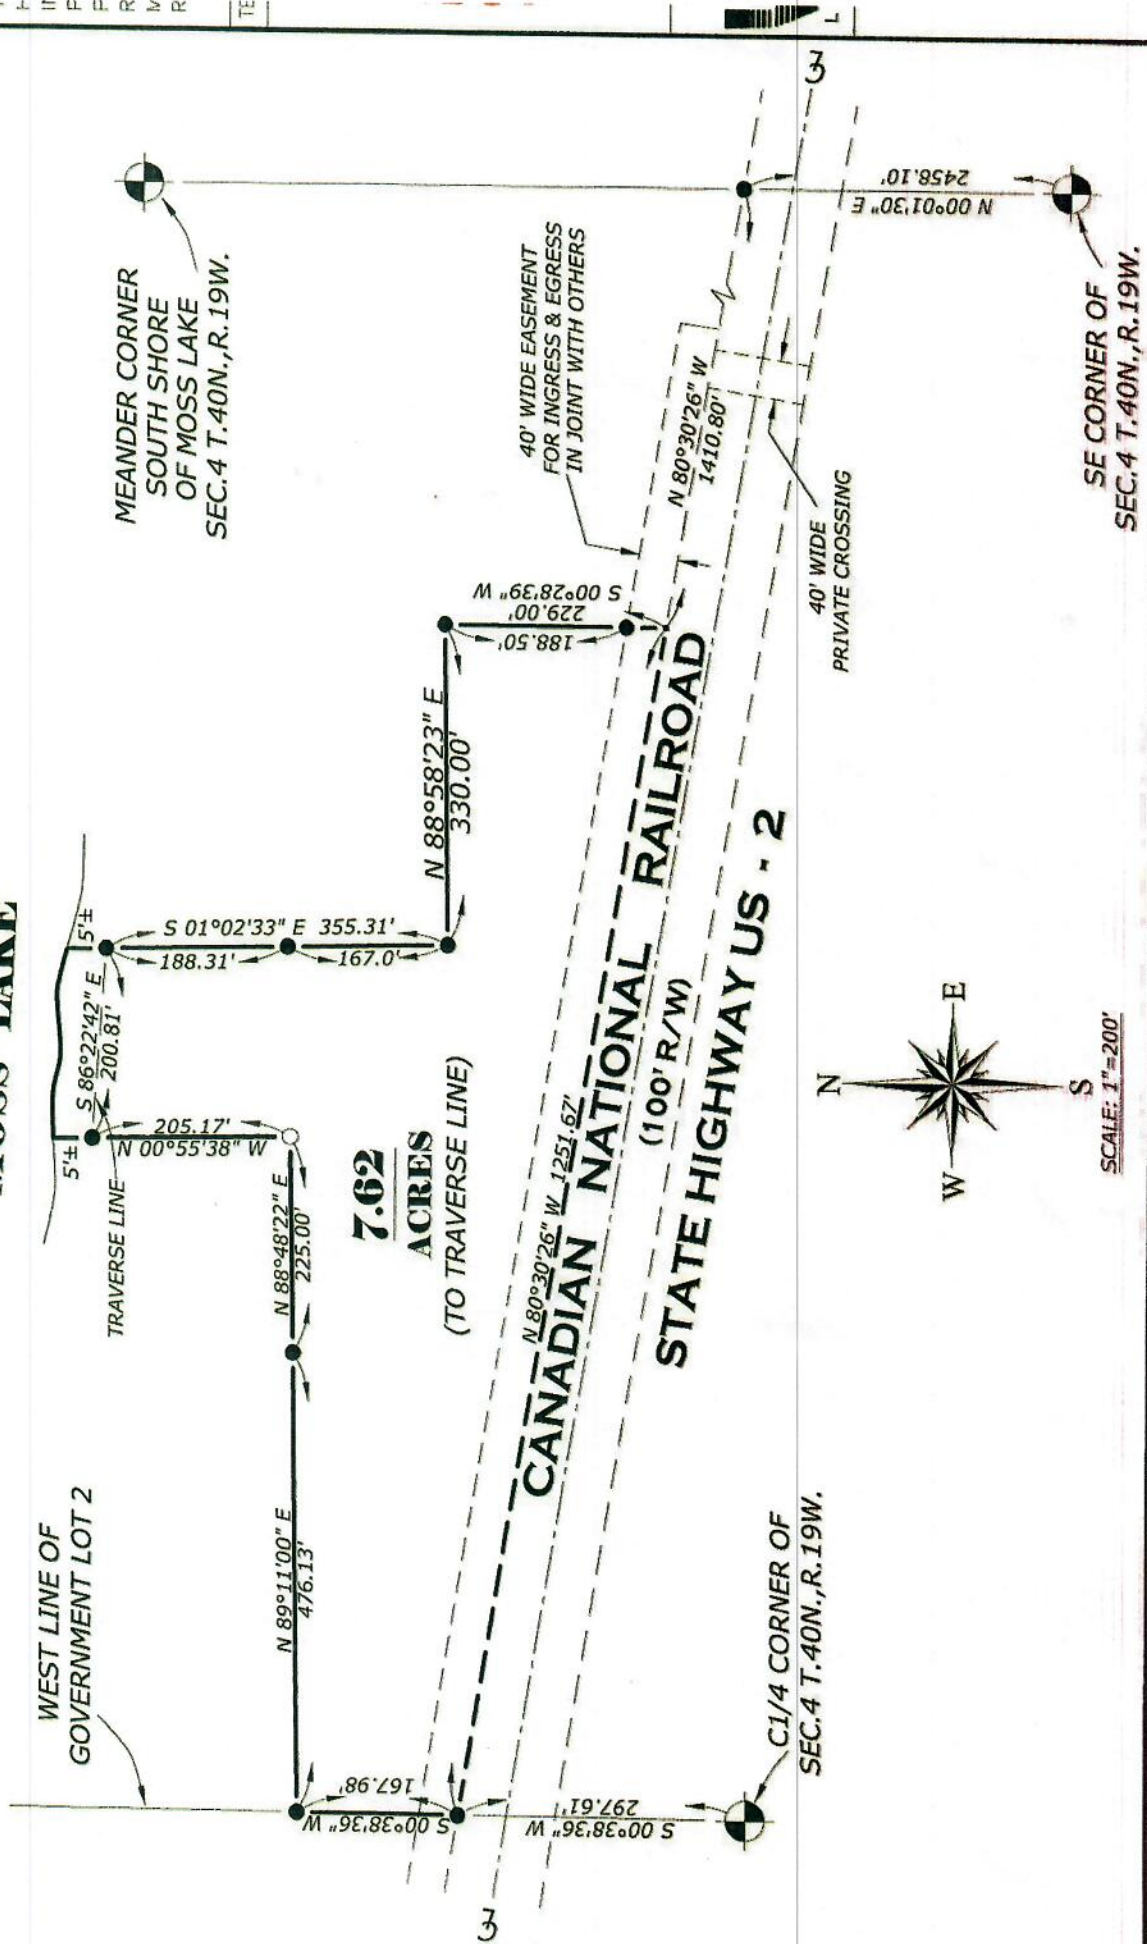 MEANDER CORNER
SOUTH SHORE
OF MOSS LAKE
SEC.4 T.40N.,R.19W.
WEST LINE OF
GOVERNMENT LOT 2
TRAVERSE LINE
5'±
5'±
S 86°22'42" E
200.81'
205.17'
N 00°55'38" W
S 01°02'33" E 355.31'
188.31'
167.0'
N 89°11'00" E
476.13'
N 88°48'22" E
225.00'
N 88°58'23" E
330.00'
S 00°28'39" W
229.00'
188.50'
7.62
ACRES
(TO TRAVERSE LINE)
40' WIDE EASEMENT
FOR INGRESS & EGRESS
IN JOINT WITH OTHERS
N 80°30'26" W
1410.80'
167.98'
S 00°38'36" W
N 80°30'26" W 1251.67'
CANADIAN NATIONAL RAILROAD
(100' R/W)
STATE HIGHWAY US - 2
40' WIDE
PRIVATE CROSSING
297.61'
S 00°38'36" W
C1/4 CORNER OF
SEC.4 T.40N.,R.19W.
2458.10'
N 00°01'30" E
SE CORNER OF
SEC.4 T.40N.,R.19W.
N
W
E
S
SCALE: 1"=200'